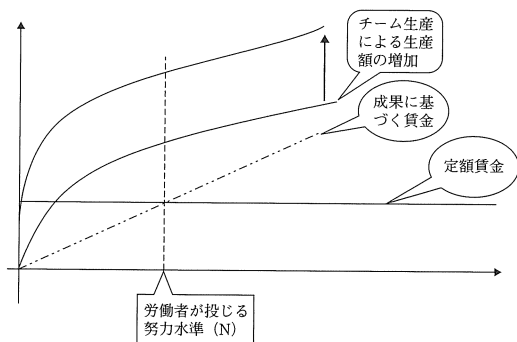 チーム生産
による生産
額の増加
成果に基
づく賃金
定額賃金
労働者が投じる
努力水準（N）